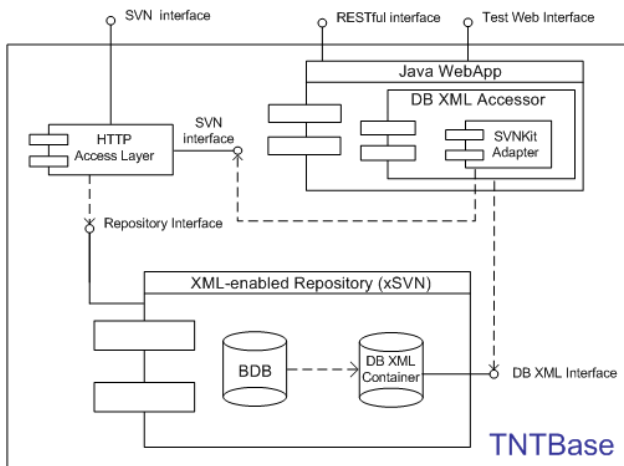 SVN interface
RESTful interface
Test Web Interface
Java WebApp
DB XML Accessor
SVNKit
Adapter
HTTP
Access Layer
SVN
interface
Repository Interface
XML-enabled Repository (xSVN)
BDB
DB XML
Container
DB XML Interface
TNTBase